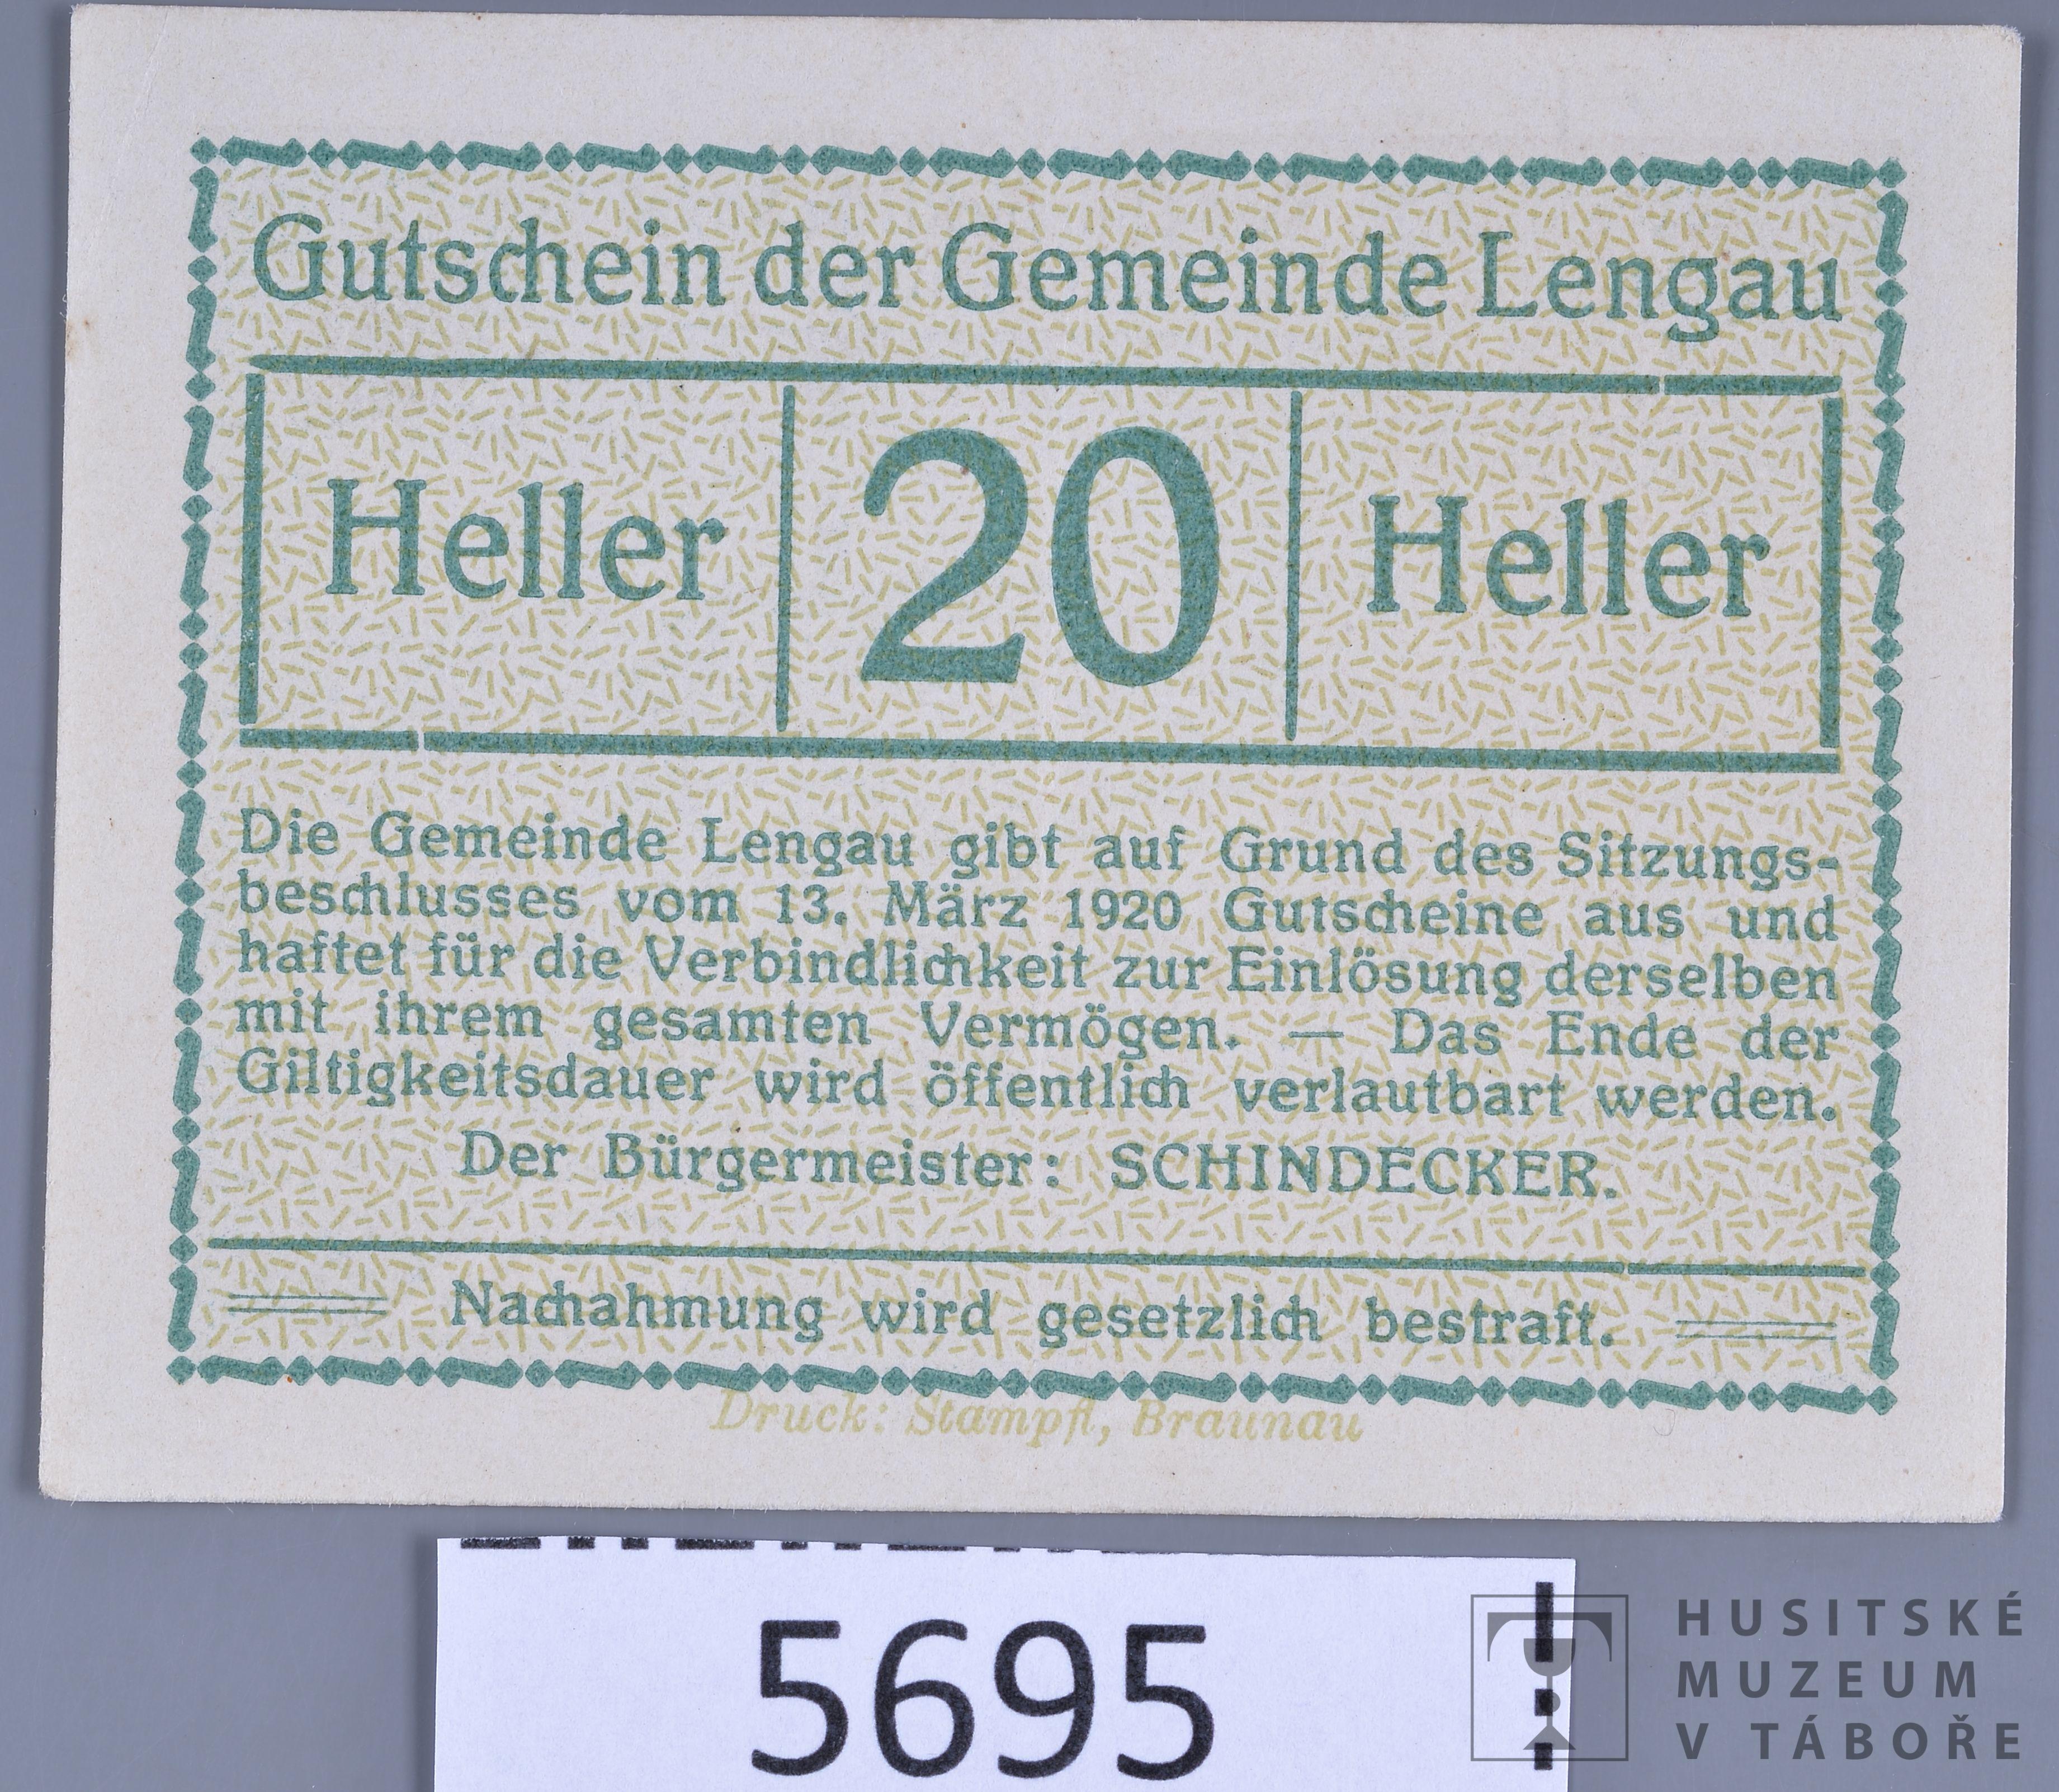 Gutschein der Gemeinde Lengau
Heller 20 Heller
Die Gemeinde Lengau gibt auf Grund des Sitzungs-
beschlusses vom 13. März 1920 Gutscheine aus und
haftet für die Verbindlichkeit zur Einlösung derselben
mit ihrem gesamten Vermögen. — Das Ende der
Giltigkeitsdauer wird öffentlich verlautbart werden.
Der Bürgermeister: SCHINDECKER.
Nachahmung wird gesetzlich bestraft.
Druck: Stampfl, Braunau
5695
HUSITSKÉ
MUZEUM
V TÁBOŘE